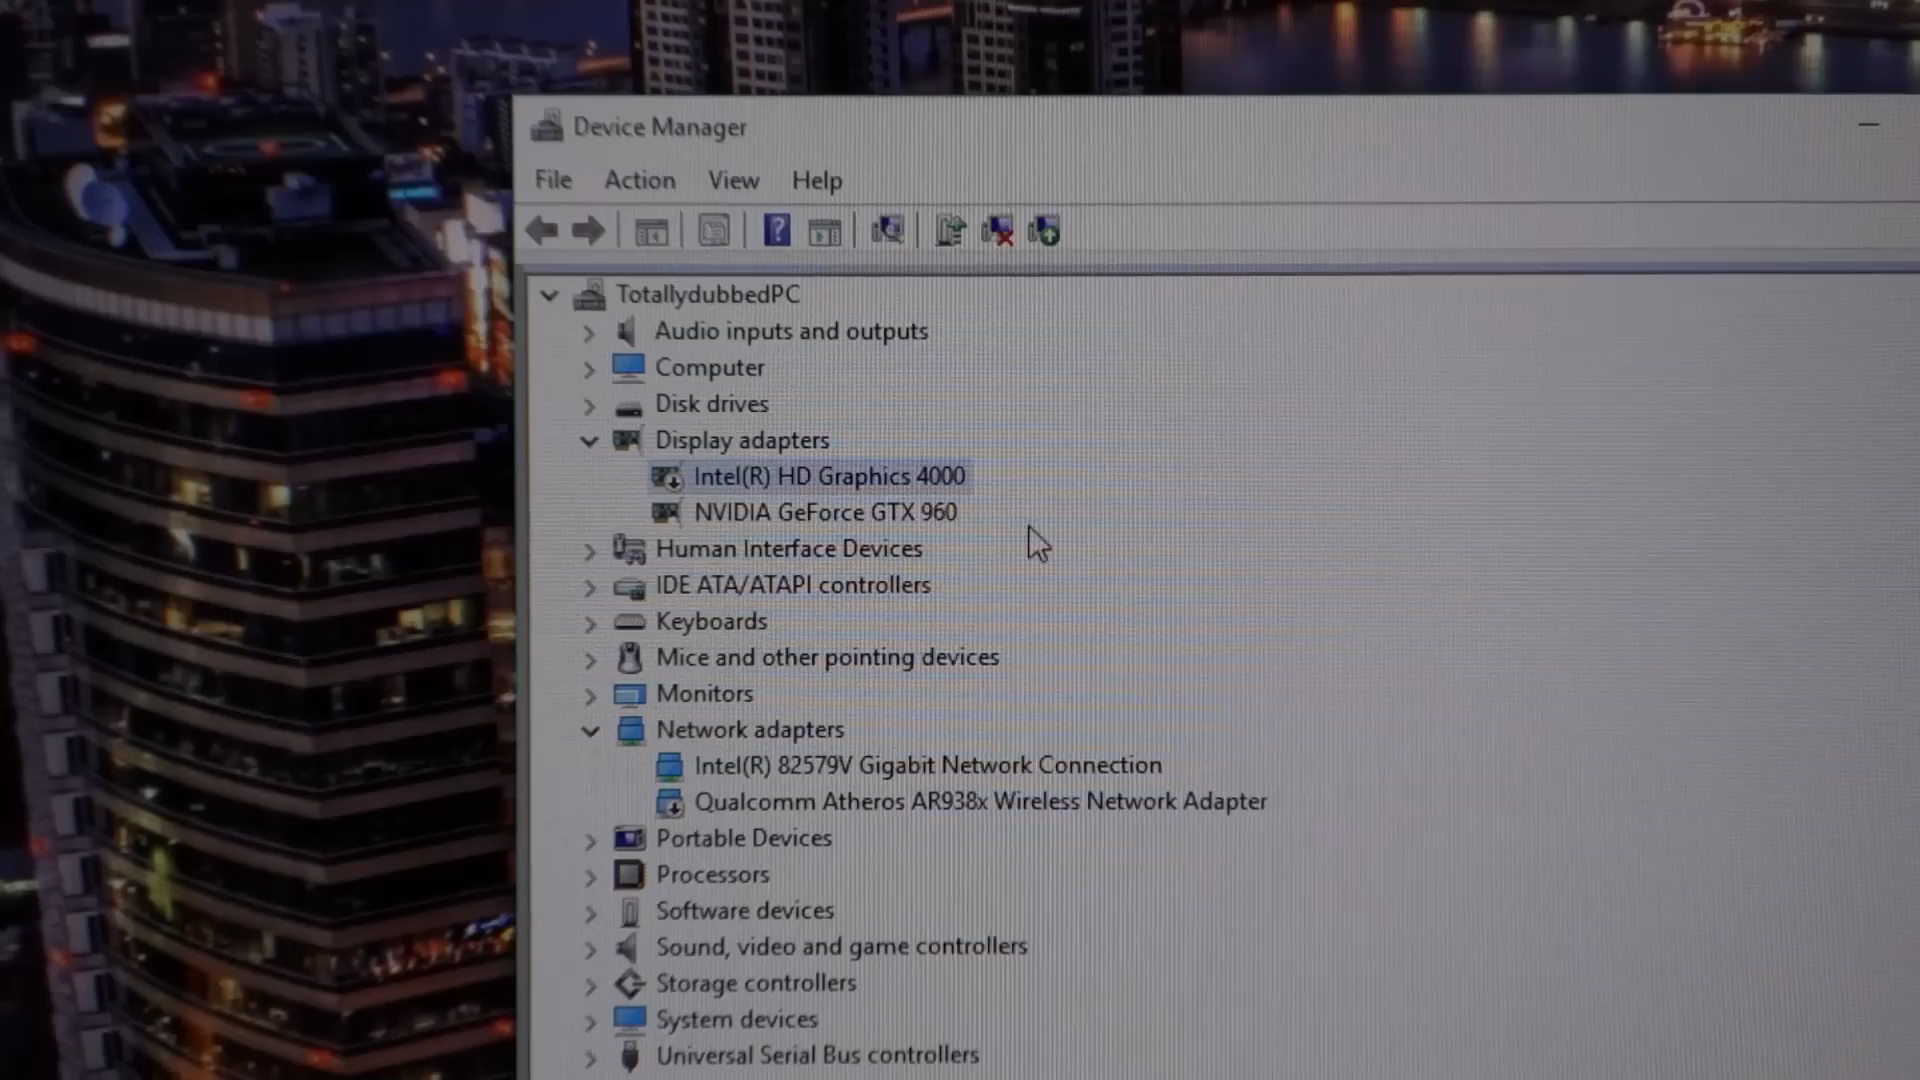 Device Manager
File Action View Help
TotallydubbedPC
Audio inputs and outputs
Computer
Disk drives
Display adapters
Intel(R) HD Graphics 4000
NVIDIA GeForce GTX 960
Human Interface Devices
IDE ATA/ATAPI controllers
Keyboards
Mice and other pointing devices
Monitors
Network adapters
Intel(R) 82579V Gigabit Network Connection
Qualcomm Atheros AR938x Wireless Network Adapter
Portable Devices
Processors
Software devices
Sound, video and game controllers
Storage controllers
System devices
Universal Serial Bus controllers